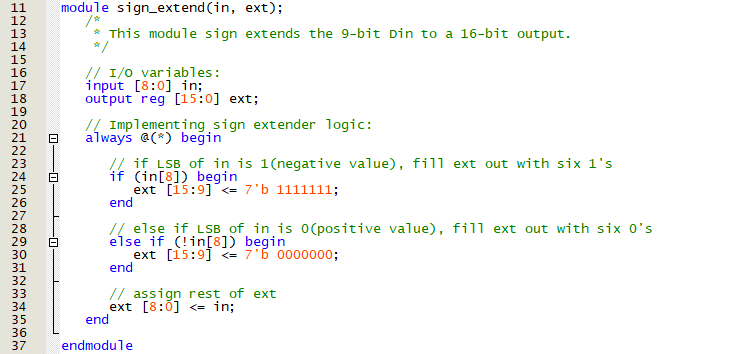 11 module sign_extend(in, ext);
12 /*
13 * This module sign extends the 9-bit Din to a 16-bit output.
14 */
15
16 // I/O variables:
17 input [8:0] in;
18 output reg [15:0] ext;
19
20 // Implementing sign extender logic:
21 always @(*) begin
22
23 // if LSB of in is 1(negative value), fill ext out with six 1's
24 if (in[8]) begin
25 ext [15:9] <= 7'b 1111111;
26 end
27
28 // else if LSB of in is 0(positive value), fill ext out with six 0's
29 else if (!in[8]) begin
30 ext [15:9] <= 7'b 0000000;
31 end
32
33 // assign rest of ext
34 ext [8:0] <= in;
35 end
36
37 endmodule